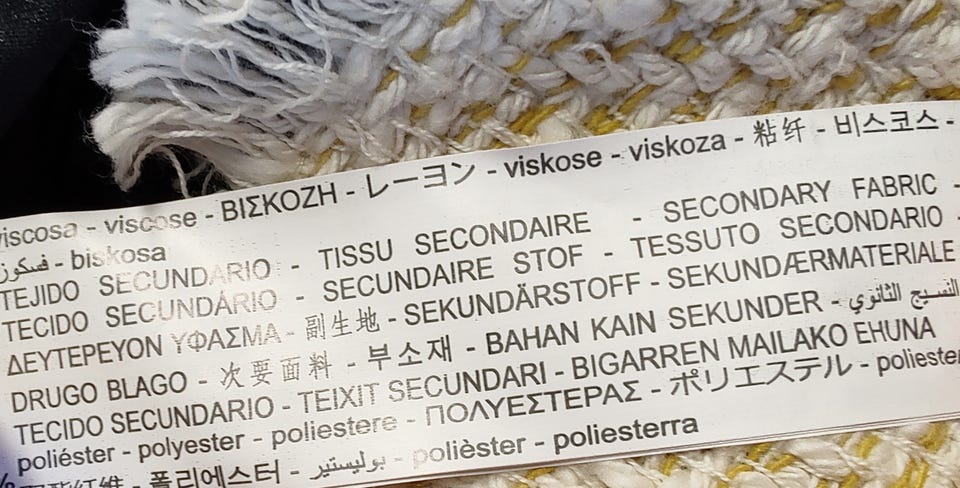 viscosa - viscose - ΒΙΣΚΟΖΗ - レーヨン - viskose - viskoza - 粘纤 - 비스코스 -
فسكوز - biskosa
TEJIDO SECUNDARIO - TISSU SECONDAIRE - SECONDARY FABRIC -
TECIDO SECUNDÁRIO - SECUNDAIRE STOF - TESSUTO SECONDARIO -
ΔΕΥΤΕΡΕΥΟΝ ΥΦΑΣΜΑ - 副生地 - SEKUNDÄRSTOFF - SEKUNDÆRMATERIALE
DRUGO BLAGO - 次要面料 - 부소재 - BAHAN KAIN SEKUNDER - النسيج الثانوي
TECIDO SECUNDARIO - TEIXIT SECUNDARI - BIGARREN MAILAKO EHUNA
% poliéster - polyester - poliestere - ΠΟΛΥΕΣΤΕΡΑΣ - ポリエステル -
폴리에스터 - بوليستير - polièster - poliesterra